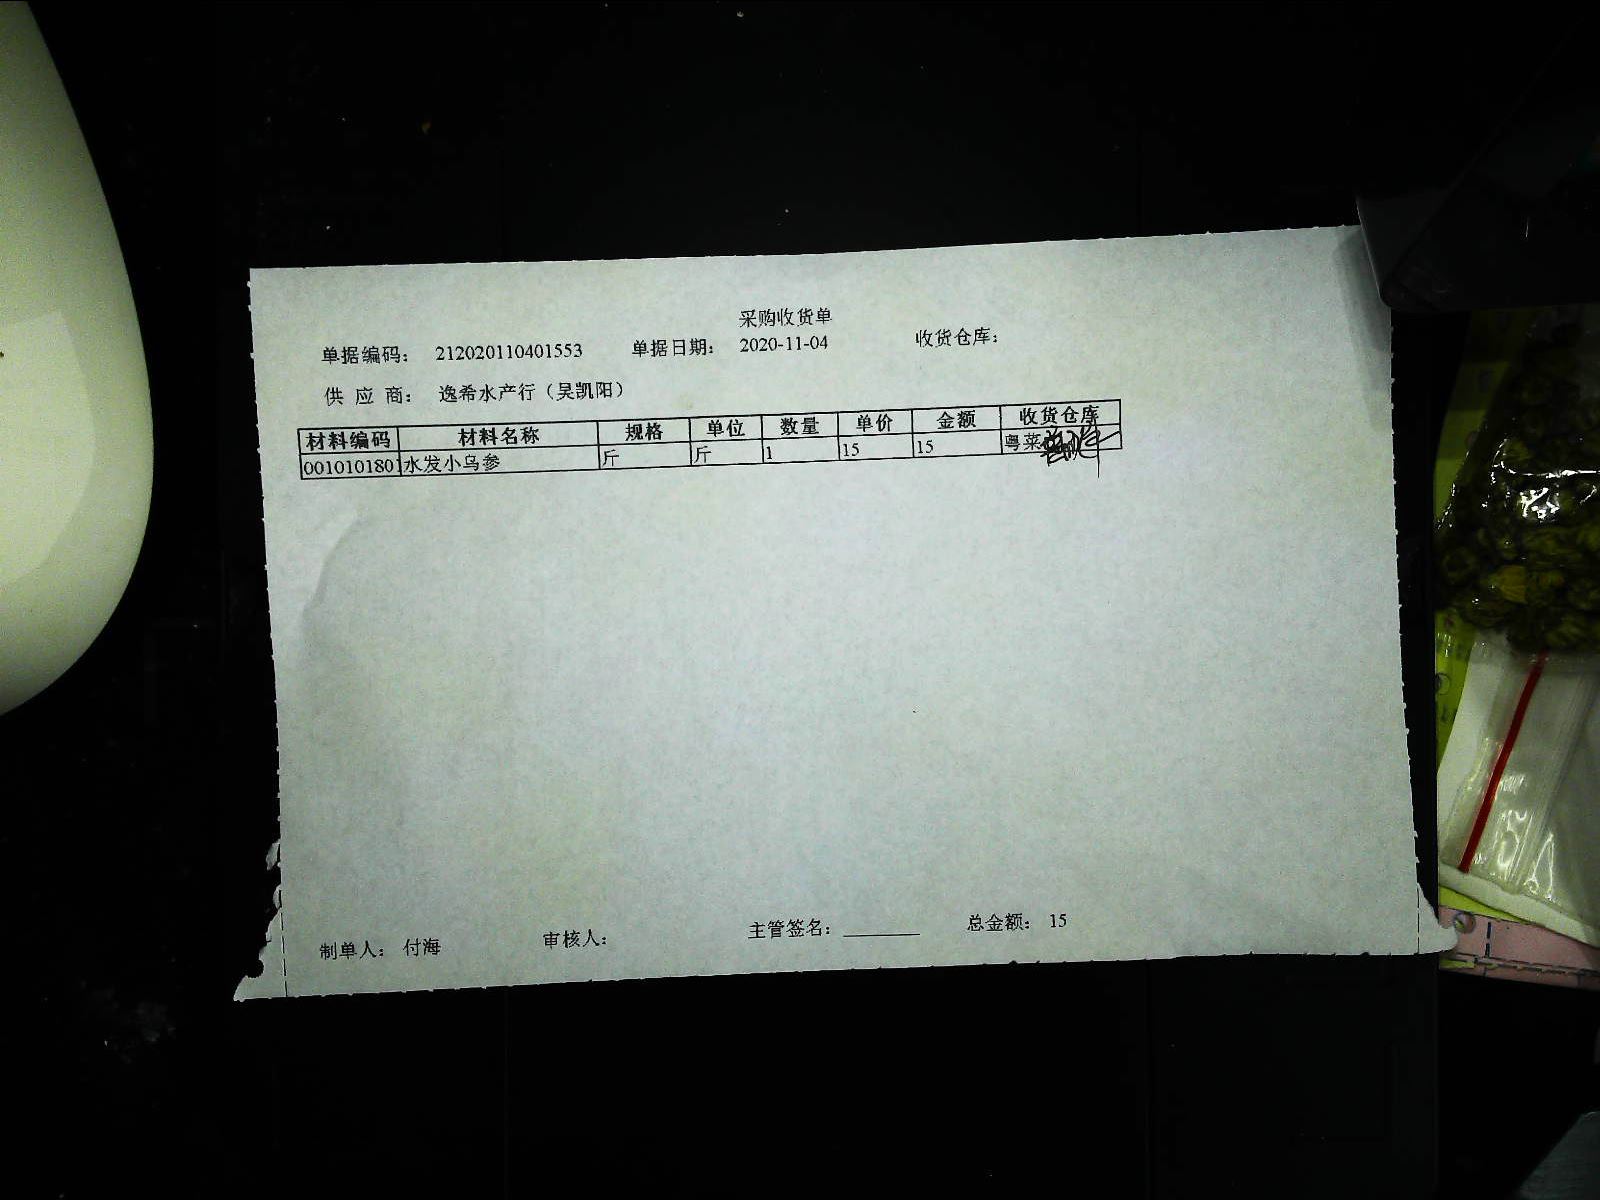 采购收货单
单据编码： 212020110401553 单据日期： 2020-11-04 收货仓库：
供 应 商： 逸希水产行（吴凯阳）
材料编码 材料名称 规格 单位 数量 单价 金额 收货仓库
001010180 水发小乌参 斤 斤 1 15 15 粤菜
制单人： 付海 审核人： 主管签名： 总金额： 15